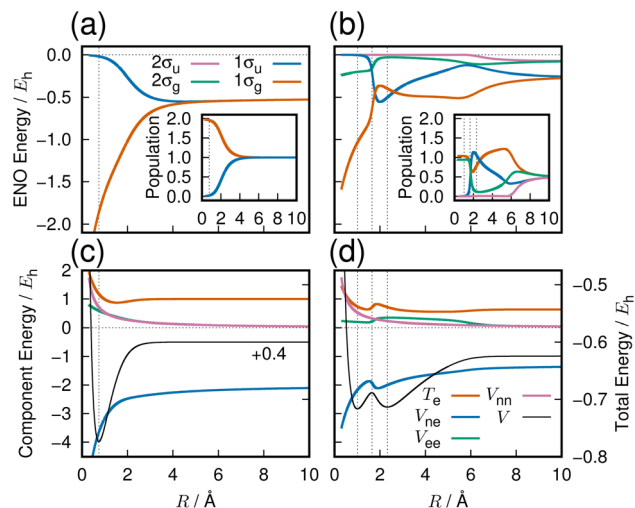 (a)
(b)
ENO Energy / Eh
0.0
−0.5
−1.0
−1.5
−2.0
2σu 1σu
2σg 1σg
Population
2.0
1.5
1.0
0.5
0.0
0 2 4 6 8 10
Population
2.0
1.5
1.0
0.5
0.0
0 2 4 6 8 10
(c)
(d)
Component Energy / Eh
2
1
0
−1
−2
−3
−4
+0.4
0 2 4 6 8 10
R / Å
Te Vnn
Vne V
Vee
0 2 4 6 8 10
R / Å
−0.5
−0.6
−0.7
−0.8
Total Energy / Eh